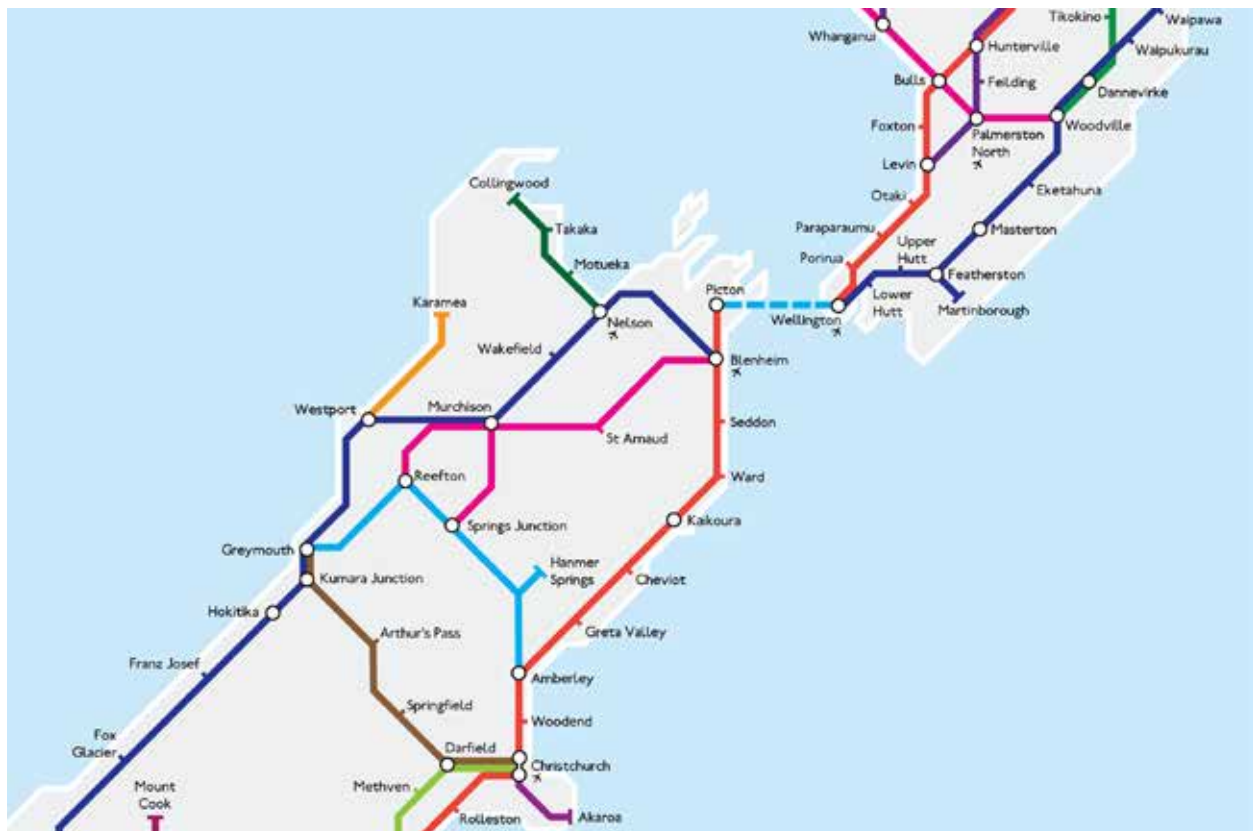 Tikokino
Waipawa
Whanganui
Hunterville
Waipukurau
Bulls
Feilding
Dannevirke
Foxton
Palmerston
North
Woodville
Levin
Collingwood
Otaki
Eketahuna
Takaka
Paraparaumu
Masterton
Upper
Hutt
Motueka
Porirua
Featherston
Picton
Lower
Hutt
Martinborough
Karamea
Wellington
Nelson
Wakefield
Blenheim
Westport
Murchison
Seddon
St Arnaud
Reefton
Ward
Springs Junction
Kaikoura
Greymouth
Hanmer
Springs
Kumara Junction
Cheviot
Hokitika
Arthur's Pass
Greta Valley
Franz Josef
Amberley
Springfield
Woodend
Fox
Glacier
Darfield
Christchurch
Mount
Cook
Methven
Rolleston
Akaroa